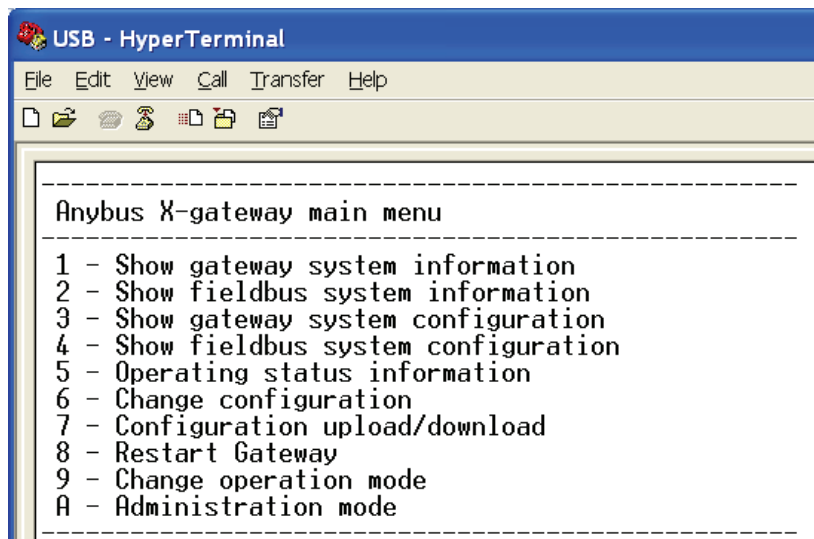 USB - HyperTerminal
File Edit View Call Transfer Help
--------------------------------------------------
Anybus X-gateway main menu
--------------------------------------------------
1 - Show gateway system information
2 - Show fieldbus system information
3 - Show gateway system configuration
4 - Show fieldbus system configuration
5 - Operating status information
6 - Change configuration
7 - Configuration upload/download
8 - Restart Gateway
9 - Change operation mode
A - Administration mode
--------------------------------------------------